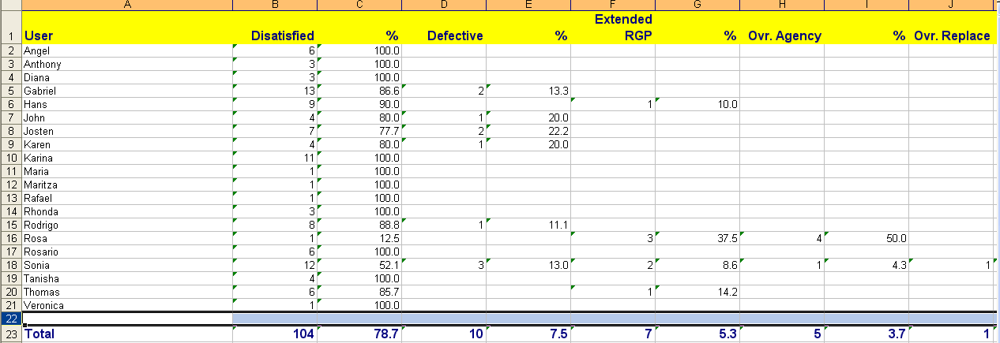 A B C D E F G H I J
Extended
1 User Disatisfied % Defective % RGP % Ovr. Agency % Ovr. Replace
2 Angel 6 100.0
3 Anthony 3 100.0
4 Diana 3 100.0
5 Gabriel 13 86.6 2 13.3
6 Hans 9 90.0 1 10.0
7 John 4 80.0 1 20.0
8 Josten 7 77.7 2 22.2
9 Karen 4 80.0 1 20.0
10 Karina 11 100.0
11 Maria 1 100.0
12 Maritza 1 100.0
13 Rafael 1 100.0
14 Rhonda 3 100.0
15 Rodrigo 8 88.8 1 11.1
16 Rosa 1 12.5 3 37.5 4 50.0
17 Rosario 6 100.0
18 Sonia 12 52.1 3 13.0 2 8.6 1 4.3 1
19 Tanisha 4 100.0
20 Thomas 6 85.7 1 14.2
21 Veronica 1 100.0
22
23 Total 104 78.7 10 7.5 7 5.3 5 3.7 1